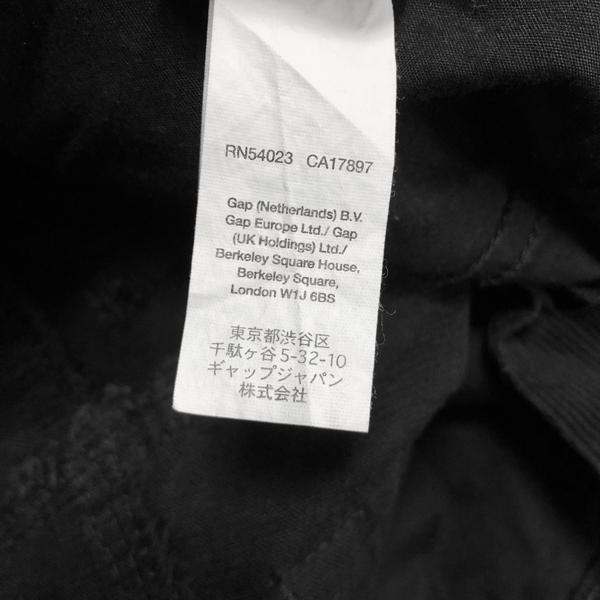 RN54023 CA17897
Gap (Netherlands) B.V.
Gap Europe Ltd./ Gap
(UK Holdings) Ltd./
Berkeley Square House,
Berkeley Square,
London W1J 6BS
東京都渋谷区
千駄ヶ谷 5-32-10
ギャップジャパン
株式会社